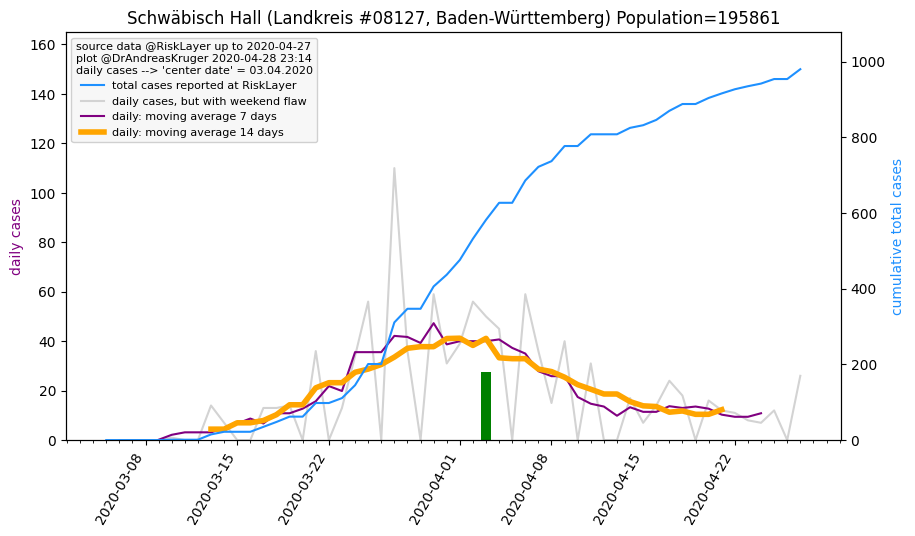 Schwäbisch Hall (Landkreis #08127, Baden-Württemberg) Population=195861
source data @RiskLayer up to 2020-04-27
plot @DrAndreasKruger 2020-04-28 23:14
daily cases --> 'center date' = 03.04.2020
total cases reported at RiskLayer
daily cases, but with weekend flaw
daily: moving average 7 days
daily: moving average 14 days
daily cases
160
140
120
100
80
60
40
20
0
1000
800
600
400
200
0
cumulative total cases
2020-03-08
2020-03-15
2020-03-22
2020-04-01
2020-04-08
2020-04-15
2020-04-22